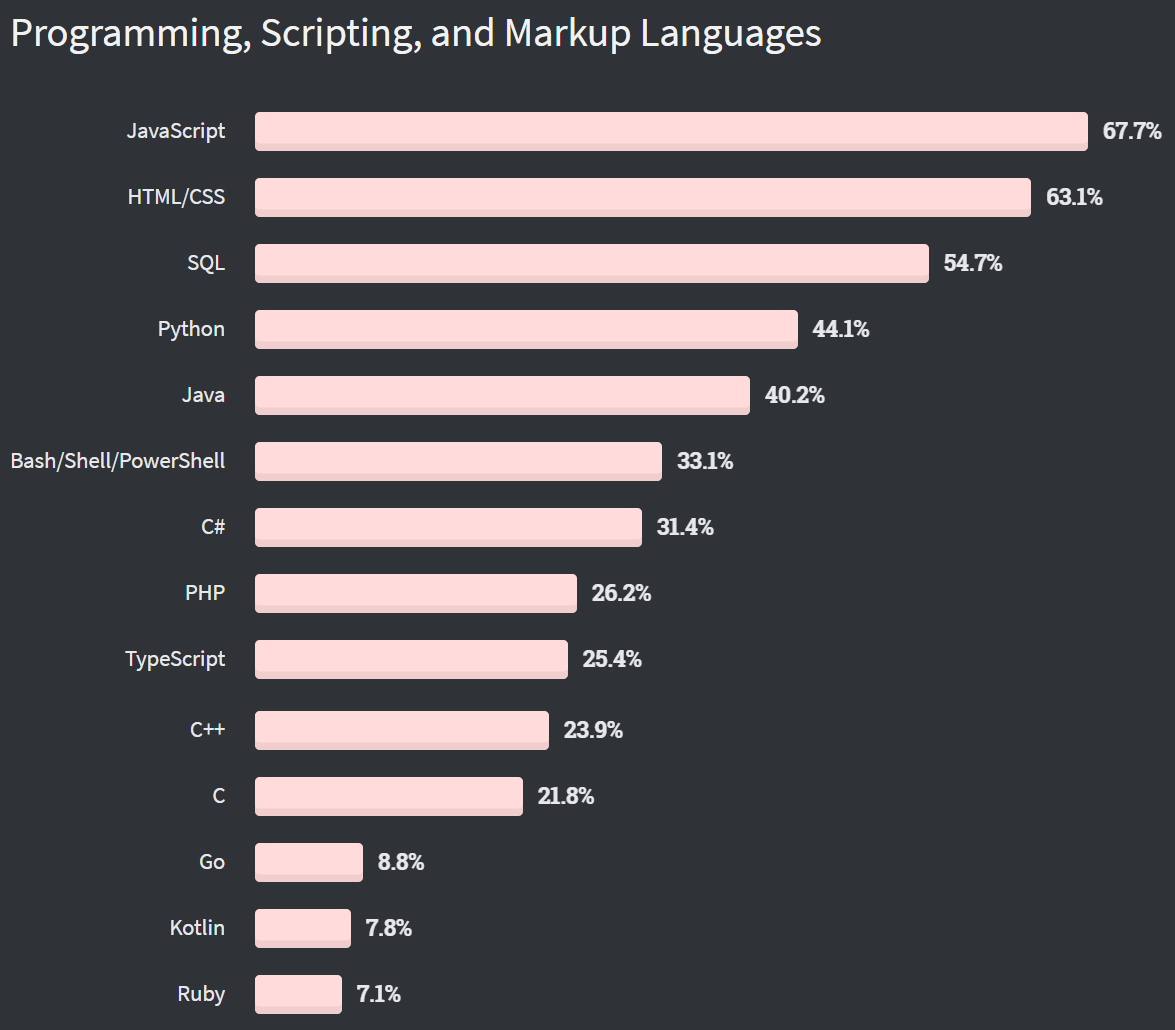 Programming, Scripting, and Markup Languages
JavaScript 67.7%
HTML/CSS 63.1%
SQL 54.7%
Python 44.1%
Java 40.2%
Bash/Shell/PowerShell 33.1%
C# 31.4%
PHP 26.2%
TypeScript 25.4%
C++ 23.9%
C 21.8%
Go 8.8%
Kotlin 7.8%
Ruby 7.1%